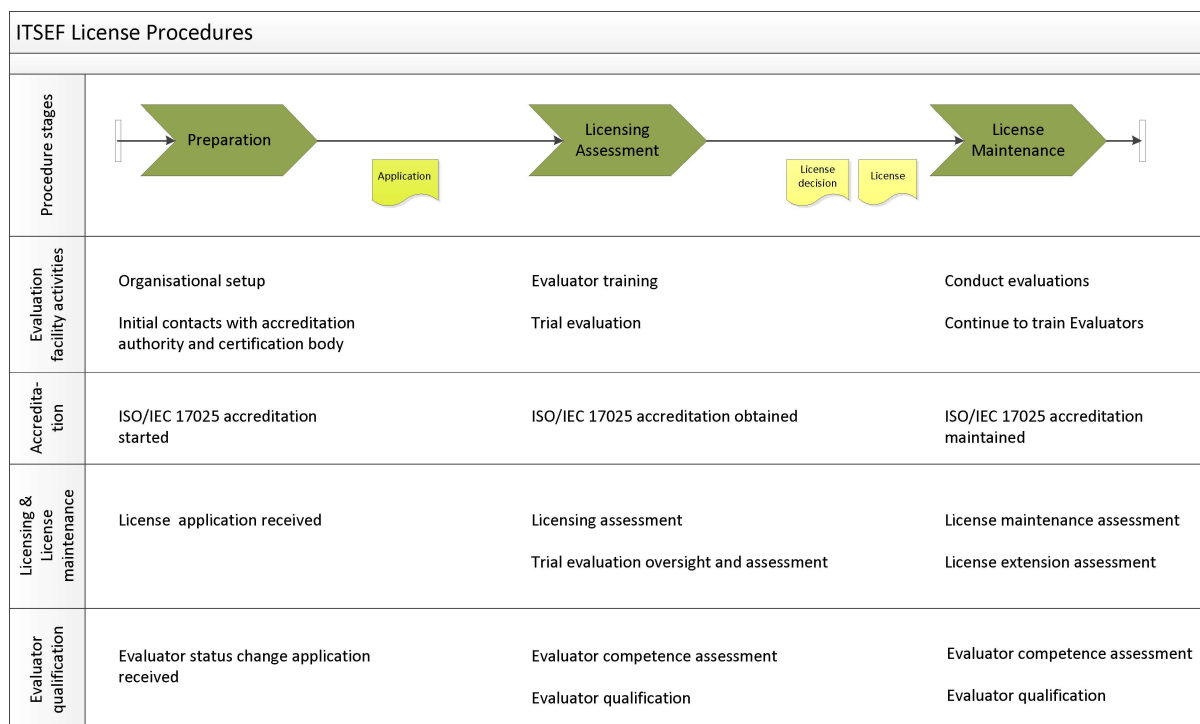 ITSEF License Procedures
Procedure stages
Preparation
Application
Licensing
Assessment
License
decision
License
License
Maintenance
Evaluation
facility activities
Organisational setup
Initial contacts with accreditation
authority and certification body
Evaluator training
Trial evaluation
Conduct evaluations
Continue to train Evaluators
Accredita-
tion
ISO/IEC 17025 accreditation
started
ISO/IEC 17025 accreditation obtained
ISO/IEC 17025 accreditation
maintained
Licensing &
License
maintenance
License application received
Licensing assessment
Trial evaluation oversight and assessment
License maintenance assessment
License extension assessment
Evaluator
qualification
Evaluator status change application
received
Evaluator competence assessment
Evaluator qualification
Evaluator competence assessment
Evaluator qualification